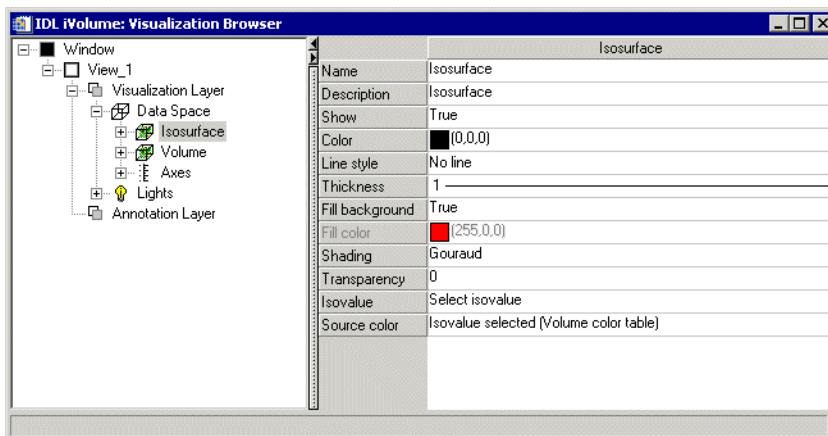 IDL iVolume: Visualization Browser
Window
View_1
Visualization Layer
Data Space
Isosurface
Volume
Axes
Lights
Annotation Layer
Isosurface
Name Isosurface
Description Isosurface
Show True
Color (0,0,0)
Line style No line
Thickness 1
Fill background True
Fill color (255,0,0)
Shading Gouraud
Transparency 0
Isovalue Select isovalue
Source color Isovalue selected (Volume color table)